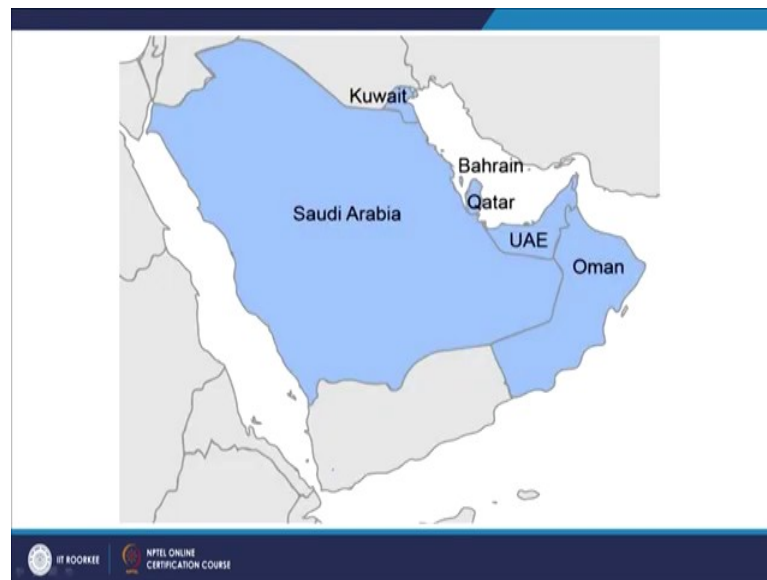 Kuwait
Bahrain
Saudi Arabia
Qatar
UAE
Oman
IIT ROORKEE
NPTEL ONLINE
CERTIFICATION COURSE